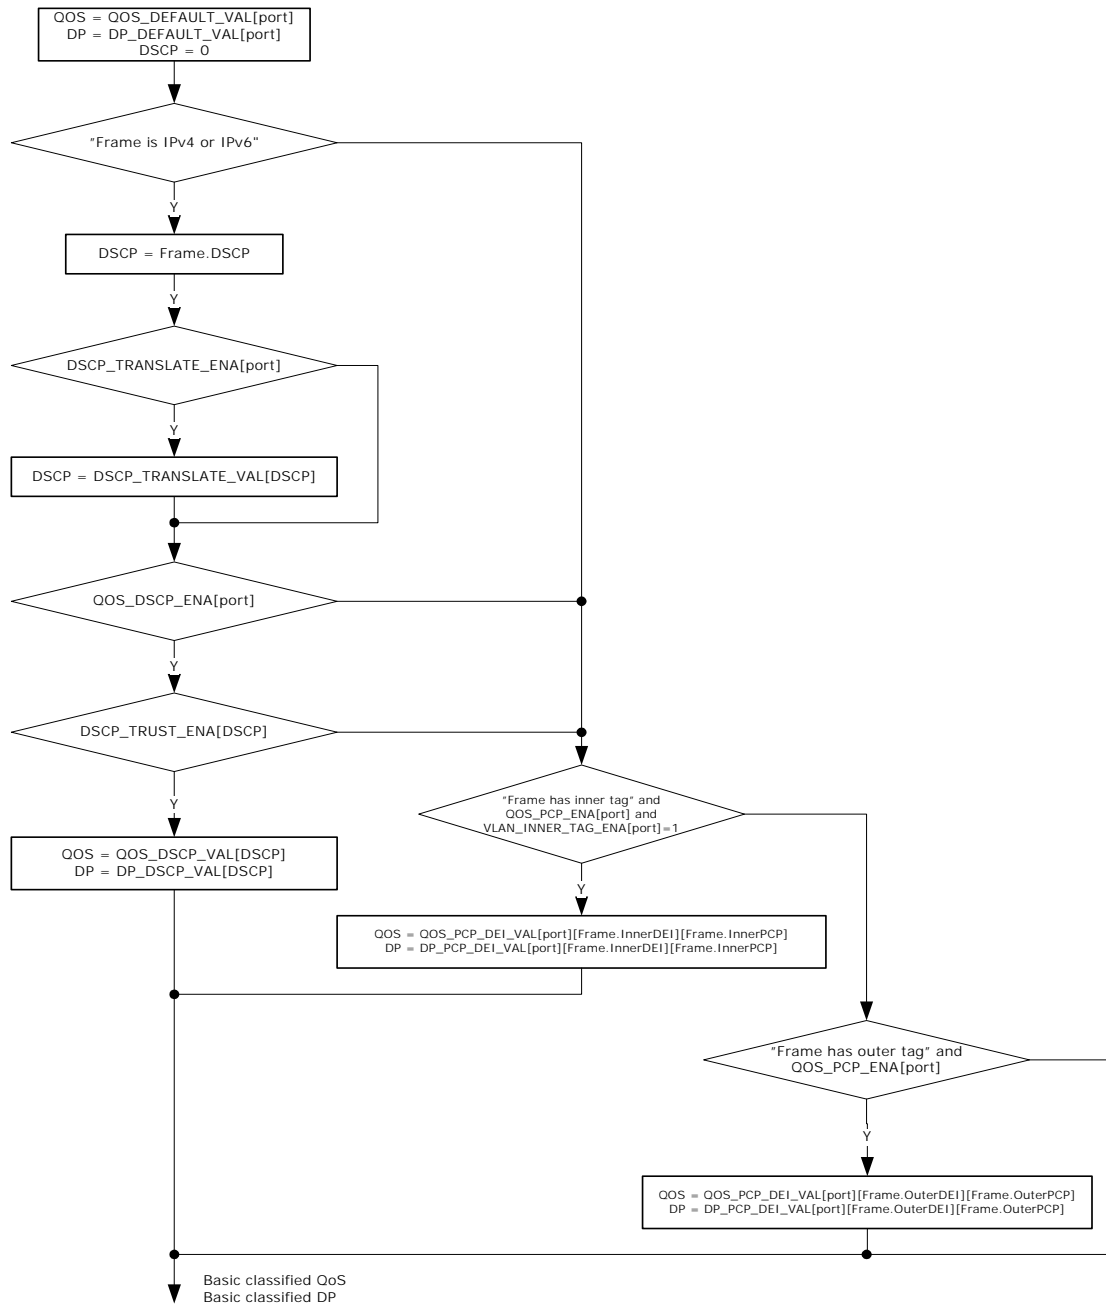 QOS = QOS_DEFAULT_VAL[port]
DP = DP_DEFAULT_VAL[port]
DSCP = 0
"Frame is IPv4 or IPv6"
Y
DSCP = Frame.DSCP
Y
DSCP_TRANSLATE_ENA[port]
Y
DSCP = DSCP_TRANSLATE_VAL[DSCP]
QOS_DSCP_ENA[port]
Y
DSCP_TRUST_ENA[DSCP]
Y
QOS = QOS_DSCP_VAL[DSCP]
DP = DP_DSCP_VAL[DSCP]
"Frame has inner tag" and
QOS_PCP_ENA[port] and
VLAN_INNER_TAG_ENA[port]=1
Y
QOS = QOS_PCP_DEI_VAL[port][Frame.InnerDEI][Frame.InnerPCP]
DP = DP_PCP_DEI_VAL[port][Frame.InnerDEI][Frame.InnerPCP]
"Frame has outer tag" and
QOS_PCP_ENA[port]
Y
QOS = QOS_PCP_DEI_VAL[port][Frame.OuterDEI][Frame.OuterPCP]
DP = DP_PCP_DEI_VAL[port][Frame.OuterDEI][Frame.OuterPCP]
Basic classified QoS
Basic classified DP